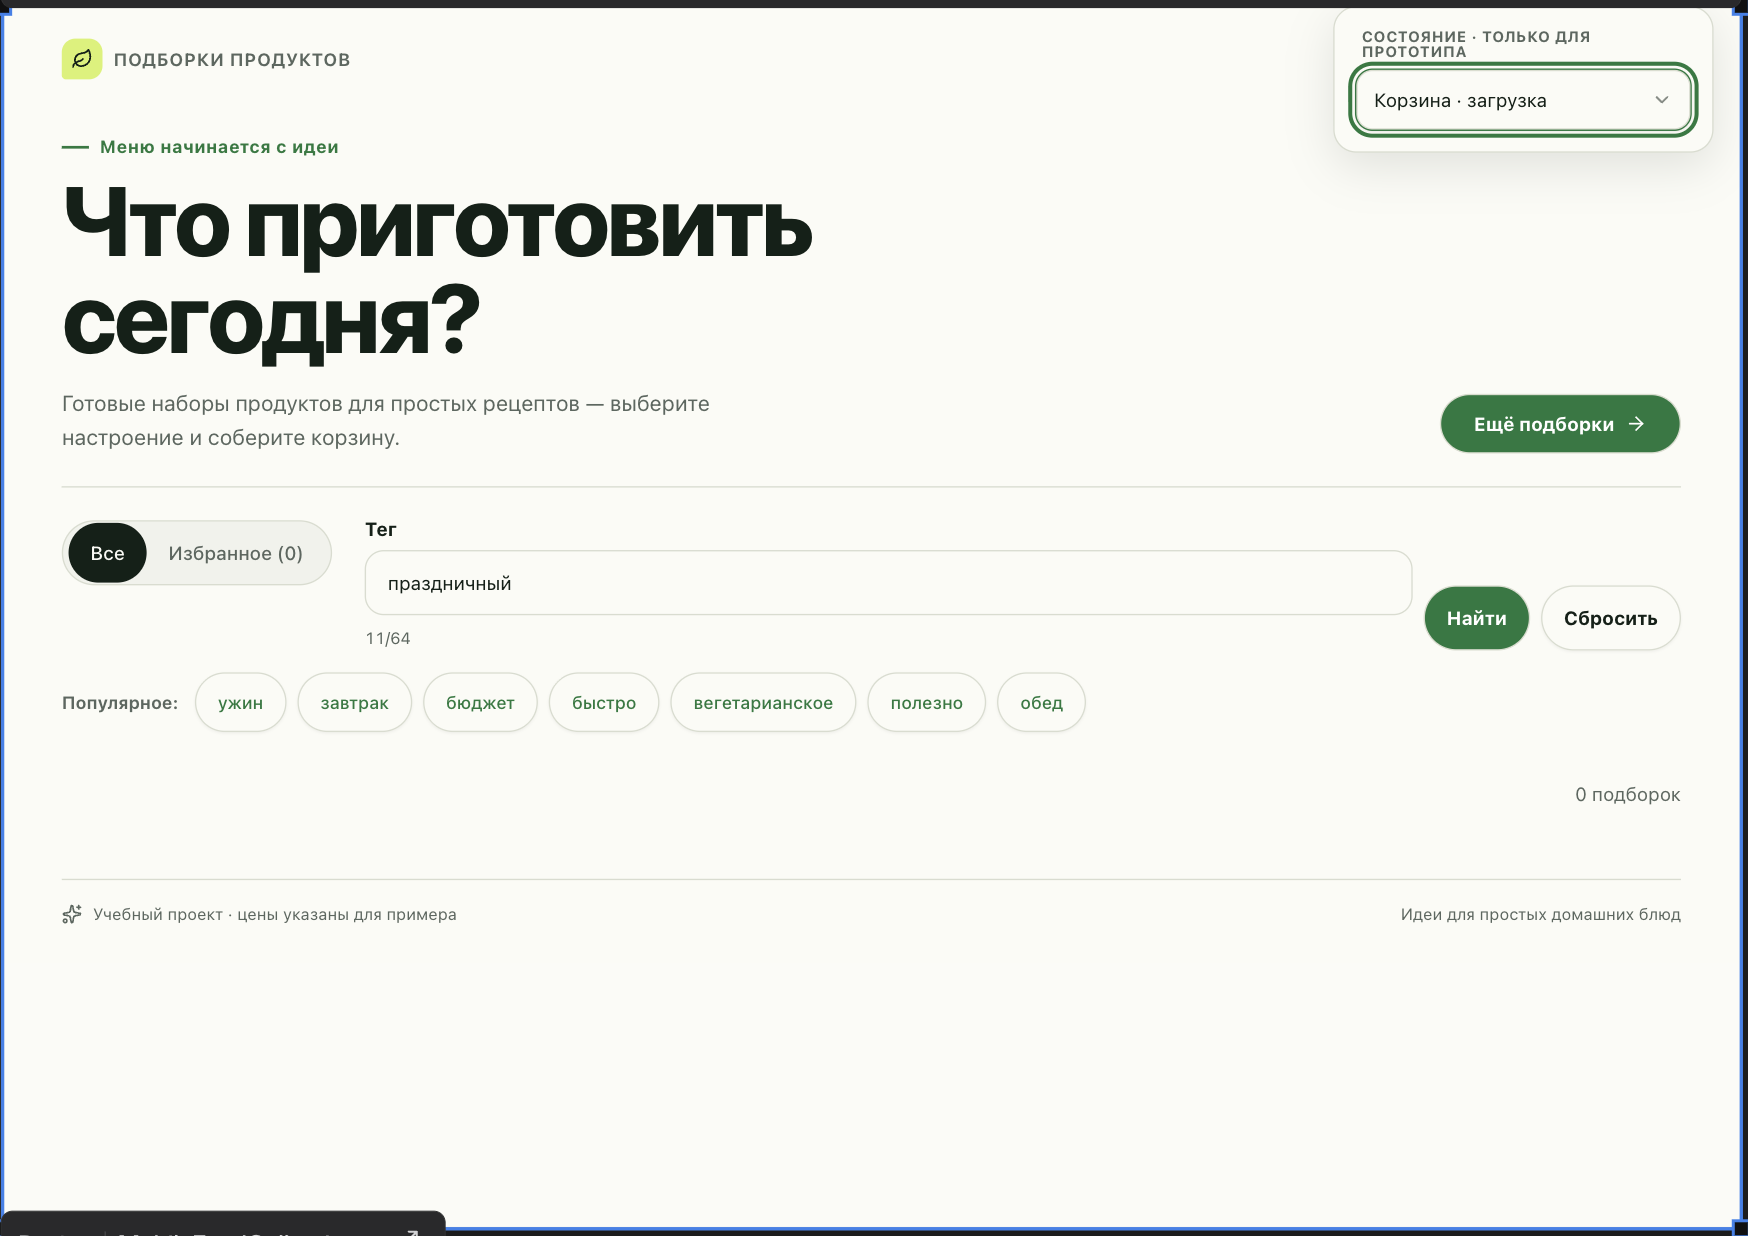 ПОДБОРКИ ПРОДУКТОВ
СОСТОЯНИЕ · ТОЛЬКО ДЛЯ
ПРОТОТИПА
Корзина · загрузка
Меню начинается с идеи
Что приготовить
сегодня?
Готовые наборы продуктов для простых рецептов — выберите
настроение и соберите корзину.
Ещё подборки
Все
Избранное (0)
Тег
праздничный
11/64
Найти
Сбросить
Популярное:
ужин
завтрак
бюджет
быстро
вегетарианское
полезно
обед
0 подборок
Учебный проект · цены указаны для примера
Идеи для простых домашних блюд